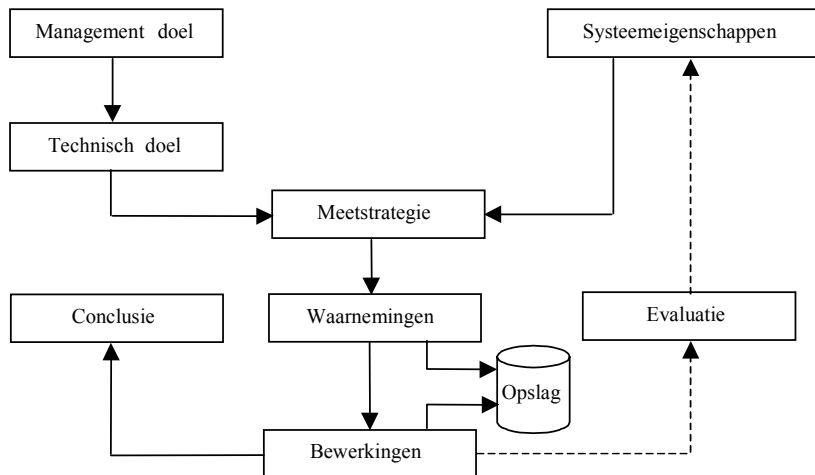 Management doel
Systeemeigenschappen
Technisch doel
Meetstrategie
Conclusie
Waarnemingen
Evaluatie
Opslag
Bewerkingen